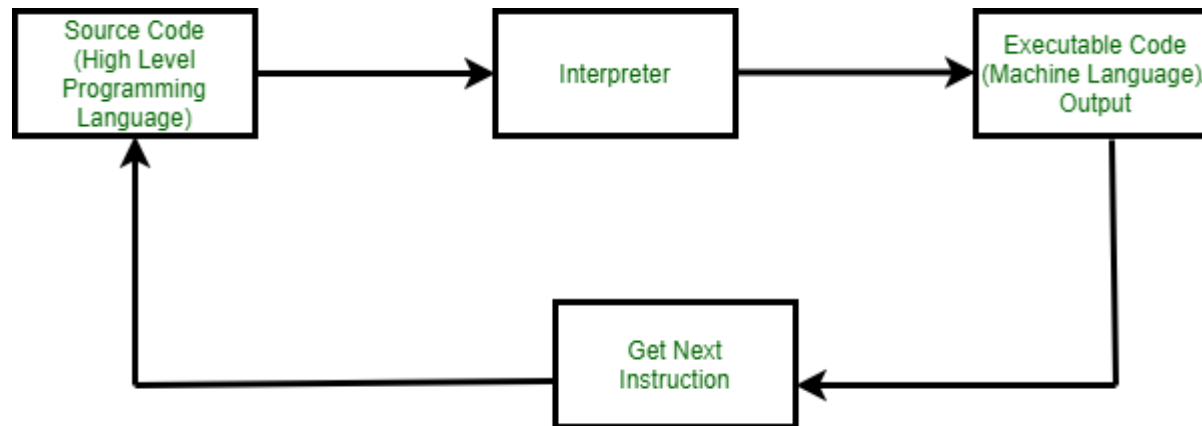 Source Code
(High Level
Programming
Language)
Interpreter
Executable Code
(Machine Language)
Output
Get Next
Instruction